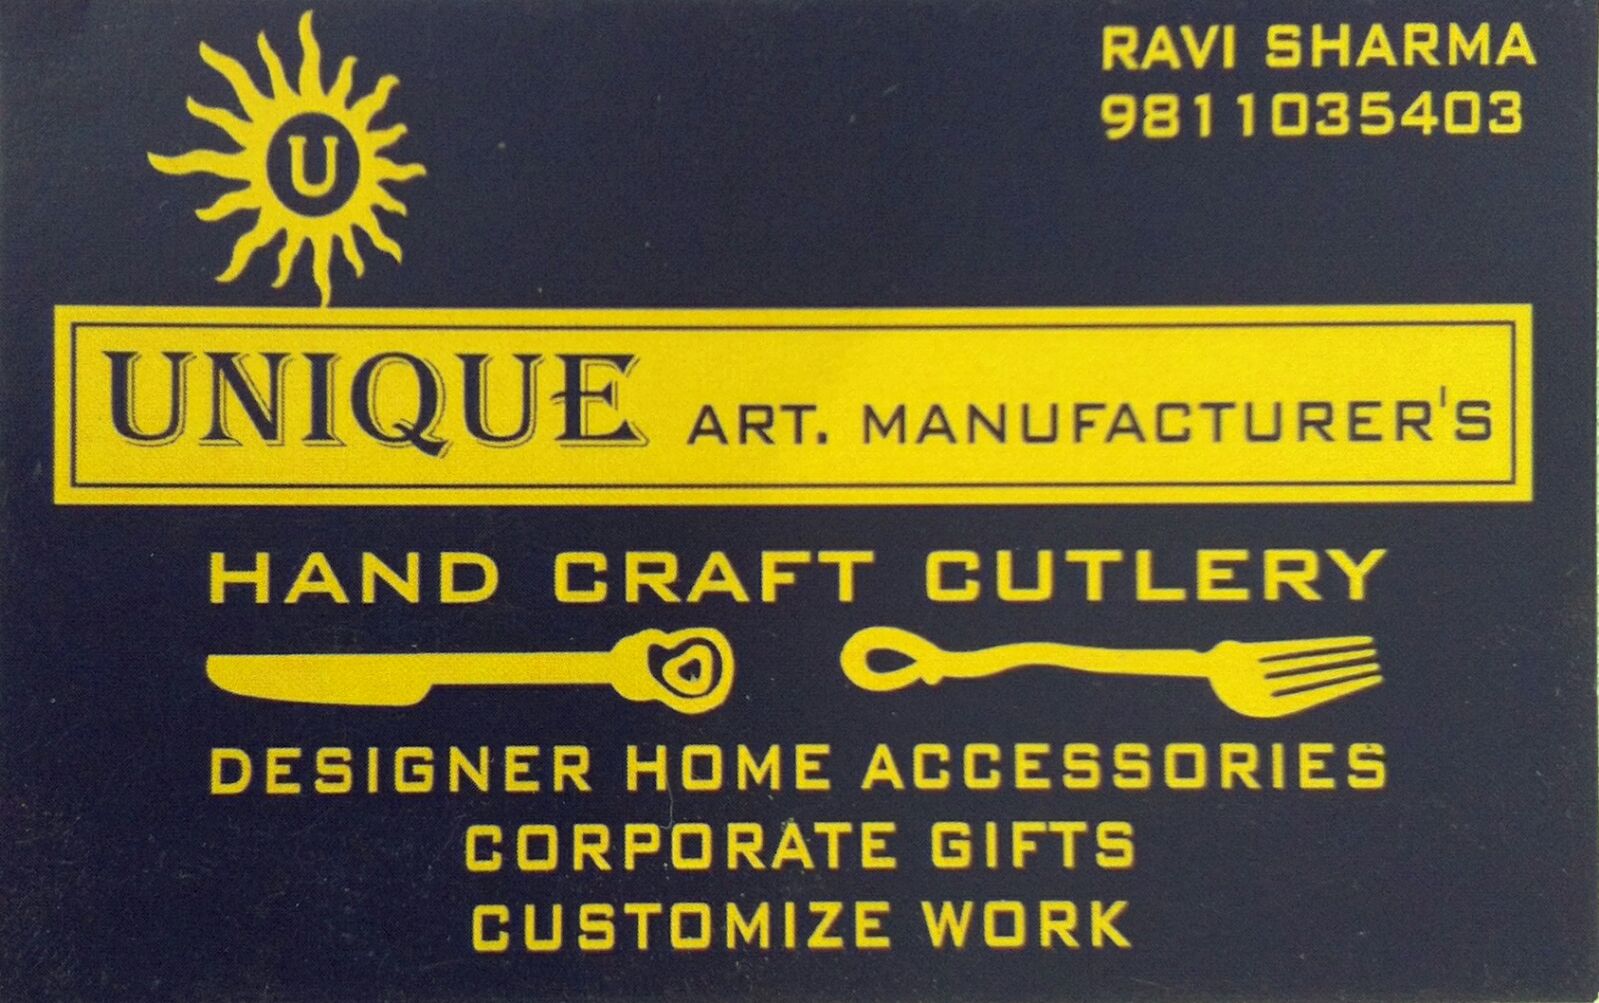 RAVI SHARMA
9811035403
U
UNIQUE ART. MANUFACTURER'S
HAND CRAFT CUTLERY
DESIGNER HOME ACCESSORIES
CORPORATE GIFTS
CUSTOMIZE WORK